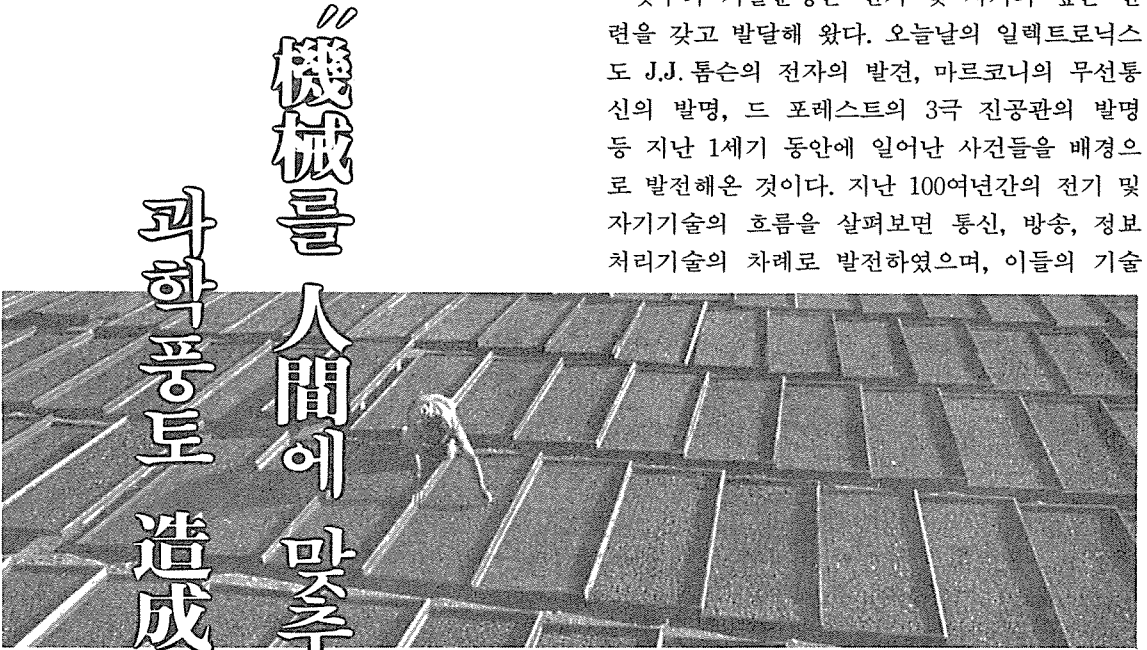 "機械를 人間에 맞추
과학풍토 造成
련을 갖고 발달해 왔다. 오늘날의 일렉트로닉스
도 J.J. 톰슨의 전자의 발견, 마르코니의 무선통
신의 발명, 드 포레스트의 3극 진공관의 발명
등 지난 1세기 동안에 일어난 사건들을 배경으
로 발전해온 것이다. 지난 100여년간의 전기 및
자기기술의 흐름을 살펴보면 통신, 방송, 정보
처리기술의 차례로 발전하였으며, 이들의 기술